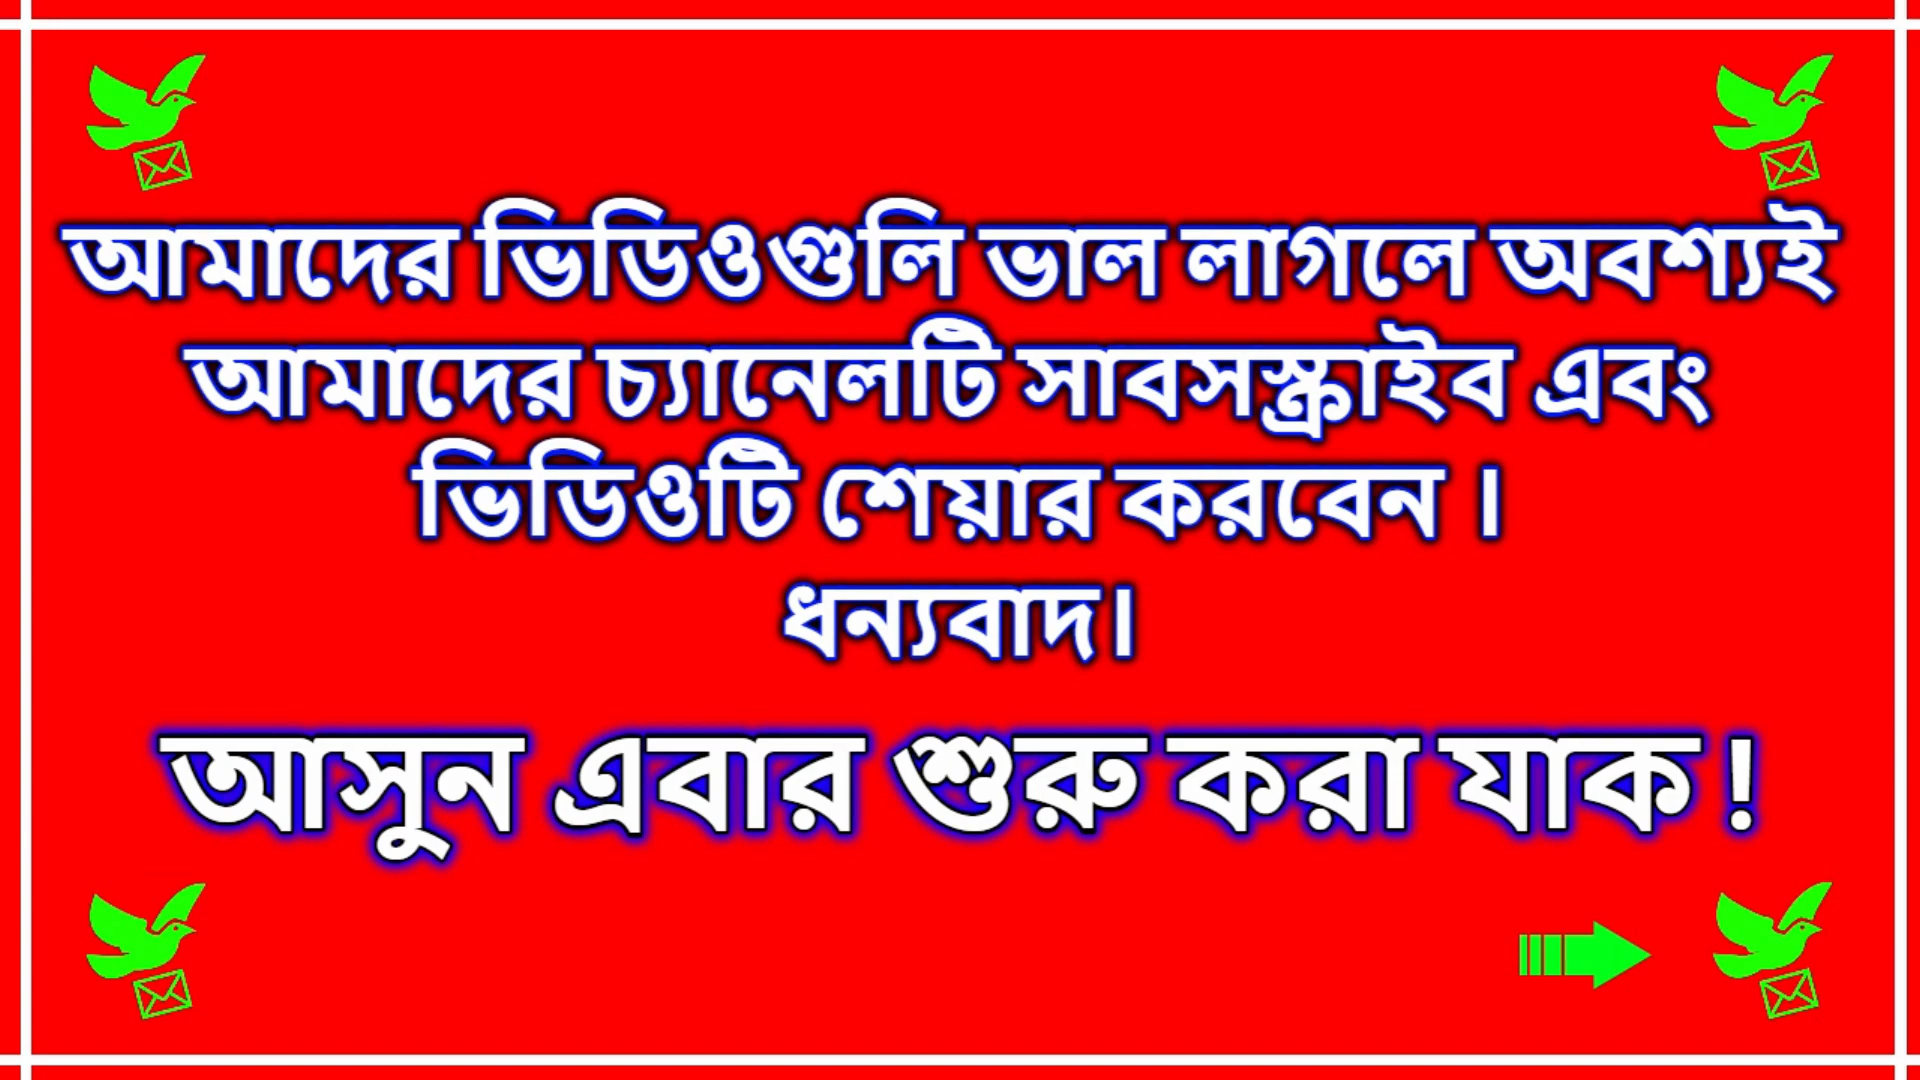 আমাদের ভিডিওগুলি ভাল লাগলে অবশ্যই
আমাদের চ্যানেলটি সাবসস্ক্রাইব এবং
ভিডিওটি শেয়ার করবেন ।
ধন্যবাদ।
আসুন এবার শুরু করা যাক !